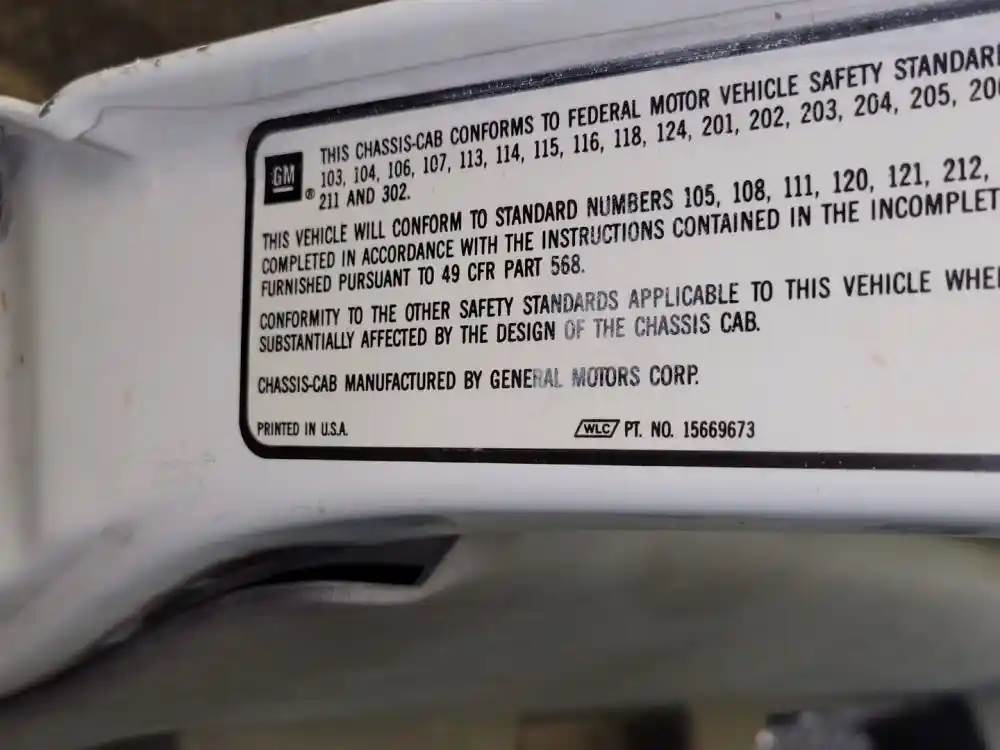 THIS CHASSIS-CAB CONFORMS TO FEDERAL MOTOR VEHICLE SAFETY STANDAR
GM ® 103, 104, 106, 107, 113, 114, 115, 116, 118, 124, 201, 202, 203, 204, 205, 20
211 AND 302.
THIS VEHICLE WILL CONFORM TO STANDARD NUMBERS 105, 108, 111, 120, 121, 212,
COMPLETED IN ACCORDANCE WITH THE INSTRUCTIONS CONTAINED IN THE INCOMPLET
FURNISHED PURSUANT TO 49 CFR PART 568.
CONFORMITY TO THE OTHER SAFETY STANDARDS APPLICABLE TO THIS VEHICLE WHE
SUBSTANTIALLY AFFECTED BY THE DESIGN OF THE CHASSIS CAB.
CHASSIS-CAB MANUFACTURED BY GENERAL MOTORS CORP.
PRINTED IN U.S.A. WLC PT. NO. 15669673